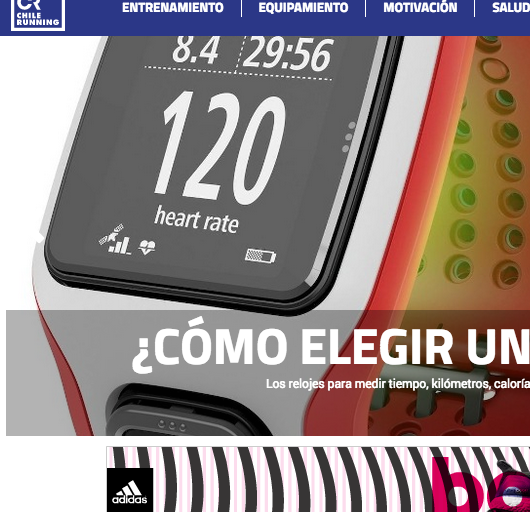 CHILE
RUNNING
ENTRENAMIENTO EQUIPAMIENTO MOTIVACIÓN SALUD
8.4 29:56
120
heart rate
¿CÓMO ELEGIR UN
Los relojes para medir tiempo, kilómetros, caloría
adidas